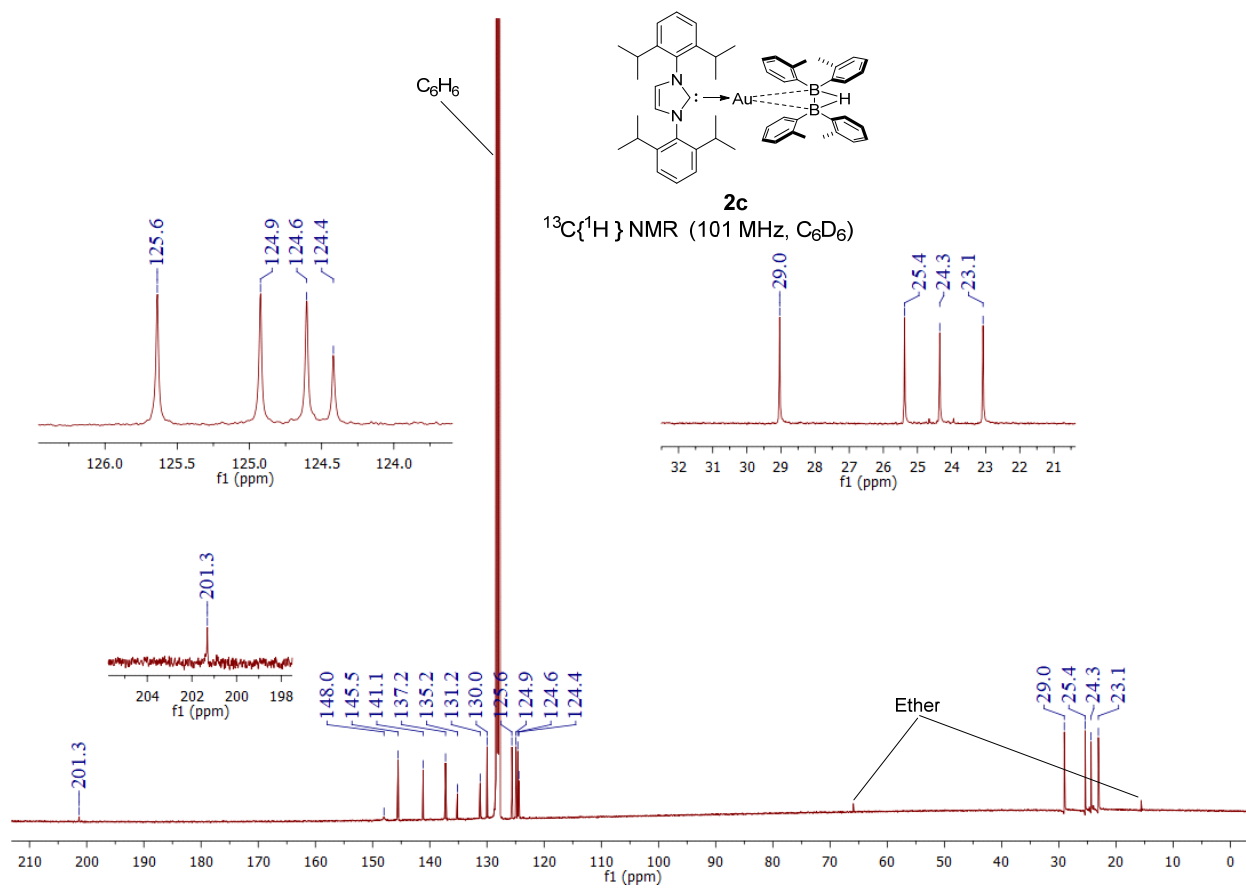 C6H6
N
N
:
Au
B
B
H
2c
13C{1H } NMR (101 MHz, C6D6)
125.6
124.9
124.6
124.4
126.0 125.5 125.0 124.5 124.0
f1 (ppm)
29.0
25.4
24.3
23.1
32 31 30 29 28 27 26 25 24 23 22 21
f1 (ppm)
201.3
204 202 200 198
f1 (ppm)
201.3
148.0
145.5
141.1
137.2
135.2
131.2
130.0
125.6
124.9
124.6
124.4
Ether
29.0
25.4
24.3
23.1
210 200 190 180 170 160 150 140 130 120 110 100 90 80 70 60 50 40 30 20 10 0
f1 (ppm)